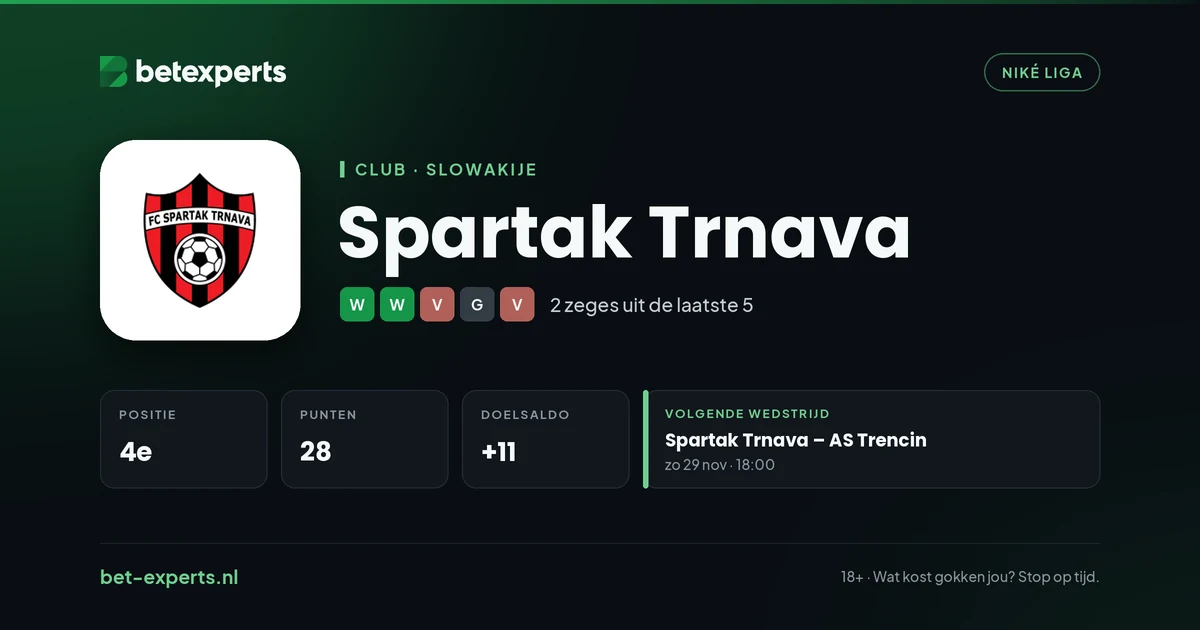 betexperts
NIKÉ LIGA
FC SPARTAK TRNAVA
CLUB · SLOWAKIJE
Spartak Trnava
W W V G V 2 zeges uit de laatste 5
POSITIE
4e
PUNTEN
28
DOELSALDO
+11
VOLGENDE WEDSTRIJD
Spartak Trnava – AS Trencin
zo 29 nov · 18:00
bet-experts.nl
18+ · Wat kost gokken jou? Stop op tijd.